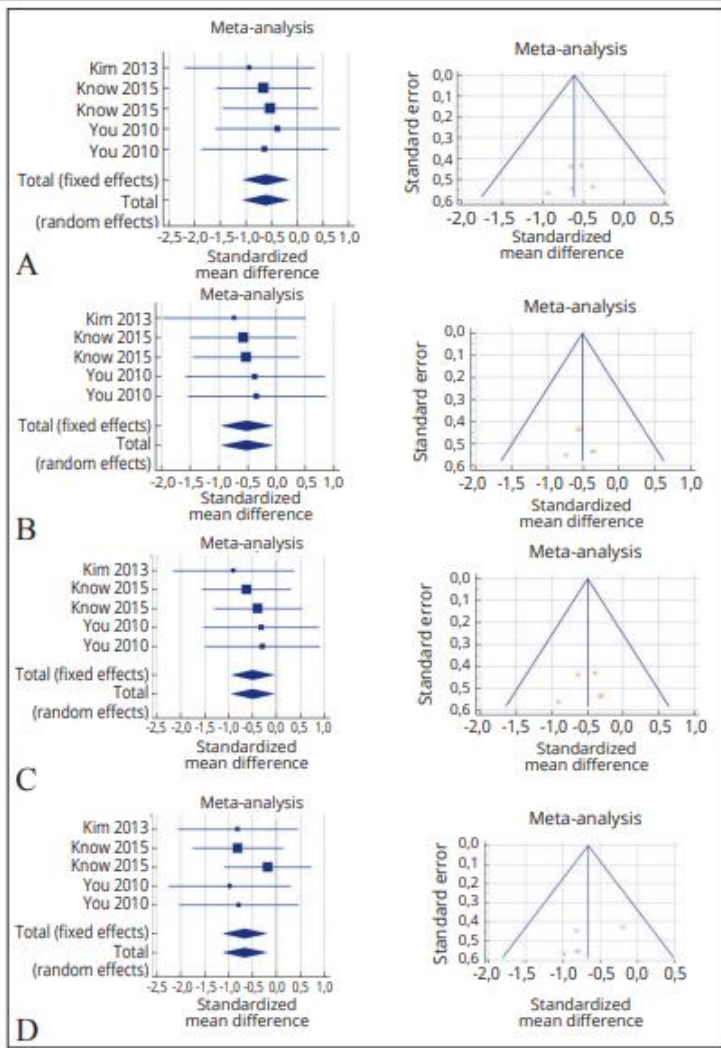 Meta-analysis
Kim 2013
Know 2015
Know 2015
You 2010
You 2010
Total (fixed effects)
Total
(random effects)
-2,5 -2,0 -1,5 -1,0 -0,5 0,0 0,5 1,0
Standardized
mean difference
A
Meta-analysis
Standard error
0,0
0,1
0,2
0,3
0,4
0,5
0,6
-2,0 -1,5 -1,0 -0,5 0,0 0,5
Standardized
mean difference
Meta-analysis
Kim 2013
Know 2015
Know 2015
You 2010
You 2010
Total (fixed effects)
Total
(random effects)
-2,0 -1,5 -1,0 -0,5 0,0 0,5 1,0
Standardized
mean difference
B
Meta-analysis
Standard error
0,0
0,1
0,2
0,3
0,4
0,5
0,6
-2,0 -1,5 -1,0 -0,5 0,0 0,5 1,0
Standardized
mean difference
Meta-analysis
Kim 2013
Know 2015
Know 2015
You 2010
You 2010
Total (fixed effects)
Total
(random effects)
-2,5 -2,0 -1,5 -1,0 -0,5 0,0 0,5 1,0
Standardized
mean difference
C
Meta-analysis
Standard error
0,0
0,1
0,2
0,3
0,4
0,5
0,6
-2,0 -1,5 -1,0 -0,5 0,0 0,5 1,0
Standardized
mean difference
Meta-analysis
Kim 2013
Know 2015
Know 2015
You 2010
You 2010
Total (fixed effects)
Total
(random effects)
-2,5 -2,0 -1,5 -1,0 -0,5 0,0 0,5 1,0
Standardized
mean difference
D
Meta-analysis
Standard error
0,0
0,1
0,2
0,3
0,4
0,5
0,6
-2,0 -1,5 -1,0 -0,5 0,0 0,5
Standardized
mean difference